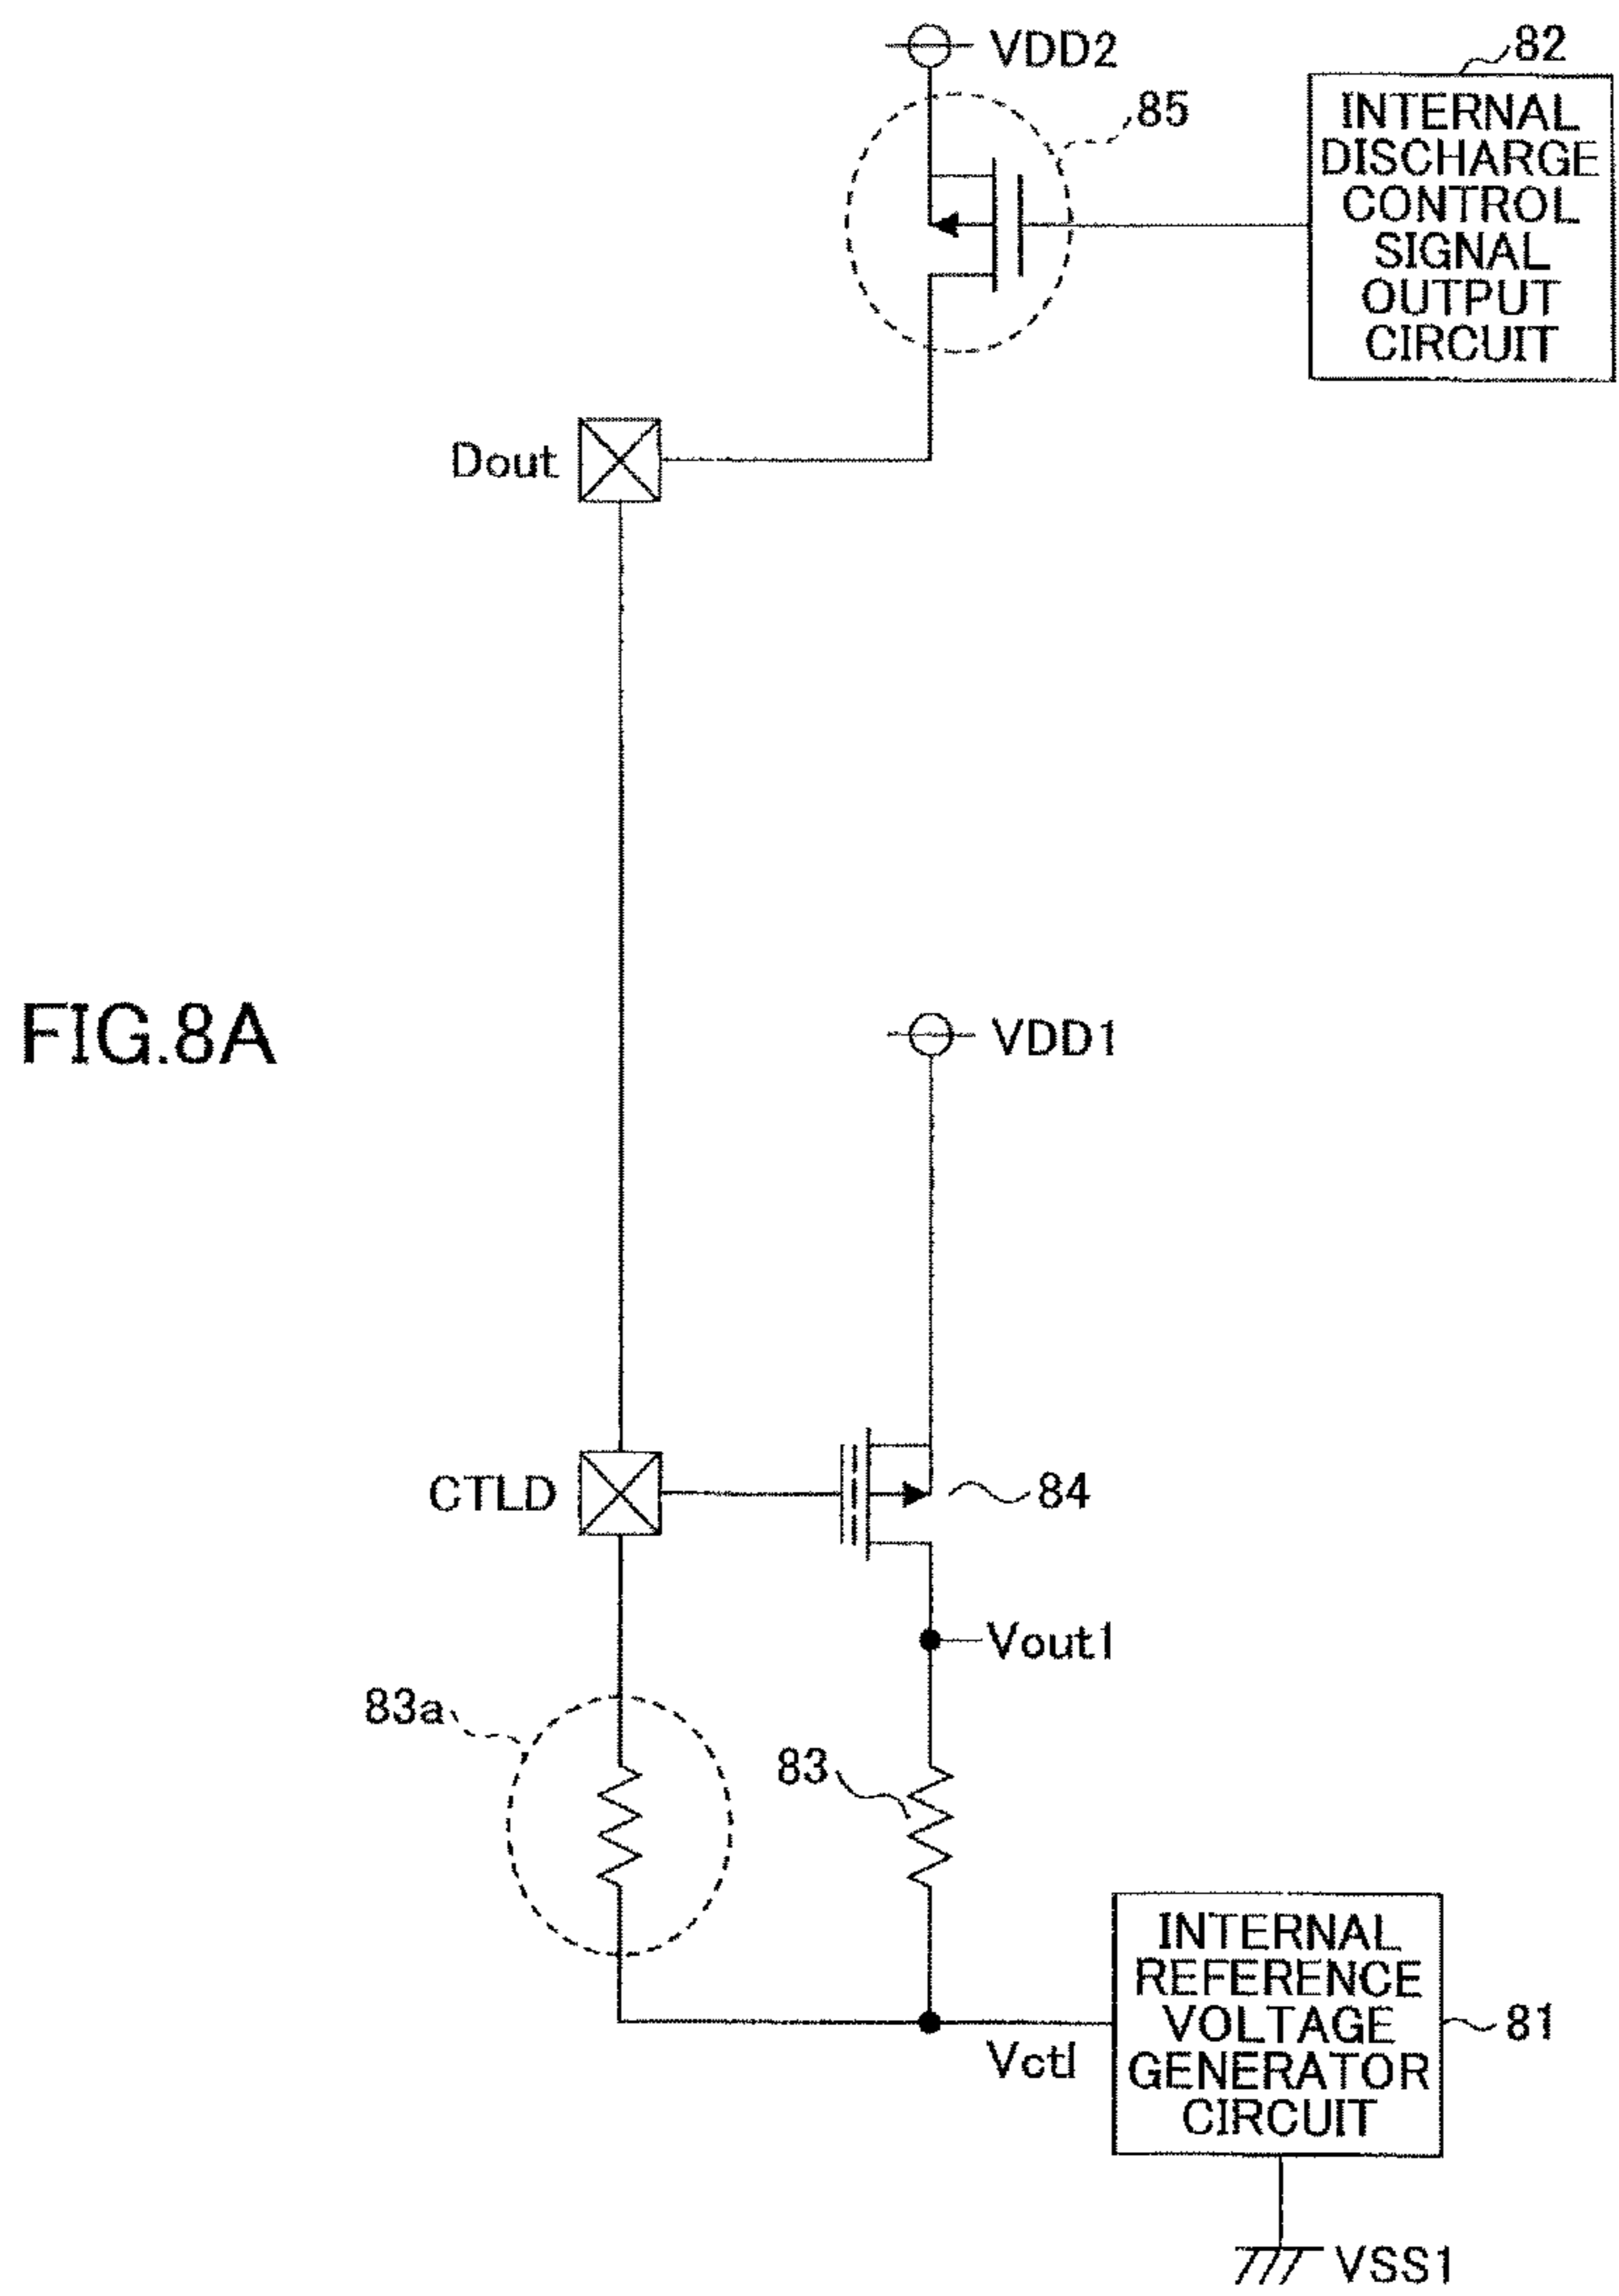 VDD2
82
85
INTERNAL
DISCHARGE
CONTROL
SIGNAL
OUTPUT
CIRCUIT
Dout
FIG.8A
VDD1
CTLD
84
Vout1
83a
83
INTERNAL
REFERENCE
VOLTAGE
GENERATOR
CIRCUIT
81
Vctl
VSS1